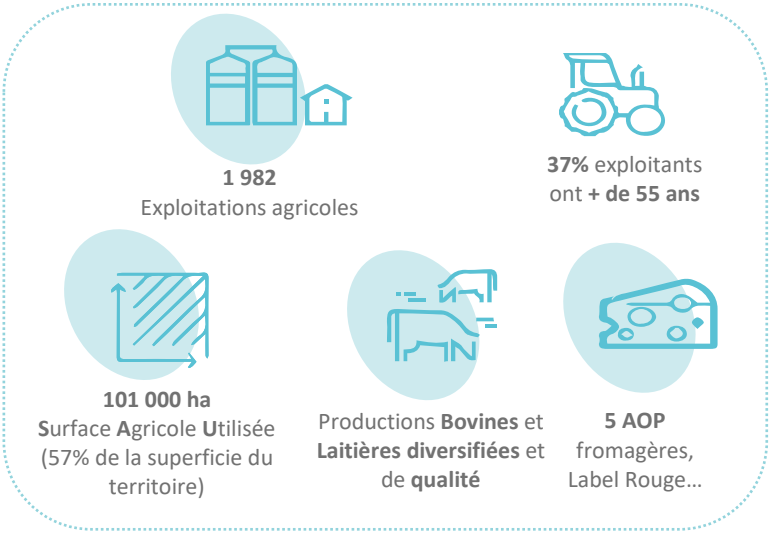 1 982
Exploitations agricoles
37% exploitants
ont + de 55 ans
101 000 ha
Surface Agricole Utilisée
(57% de la superficie du
territoire)
Productions Bovines et
Laitières diversifiées et
de qualité
5 AOP
fromagères,
Label Rouge…